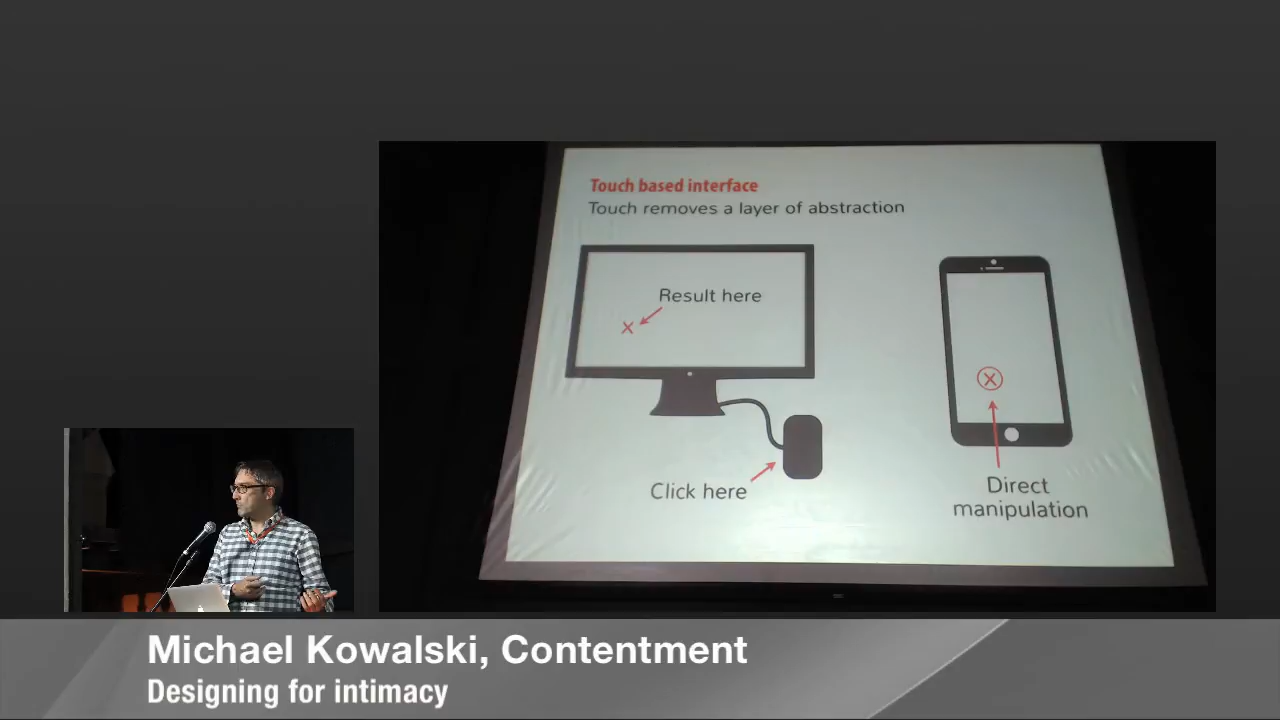 Touch based interface
Touch removes a layer of abstraction
Result here
X
Click here
X
Direct
manipulation
Michael Kowalski, Contentment
Designing for intimacy